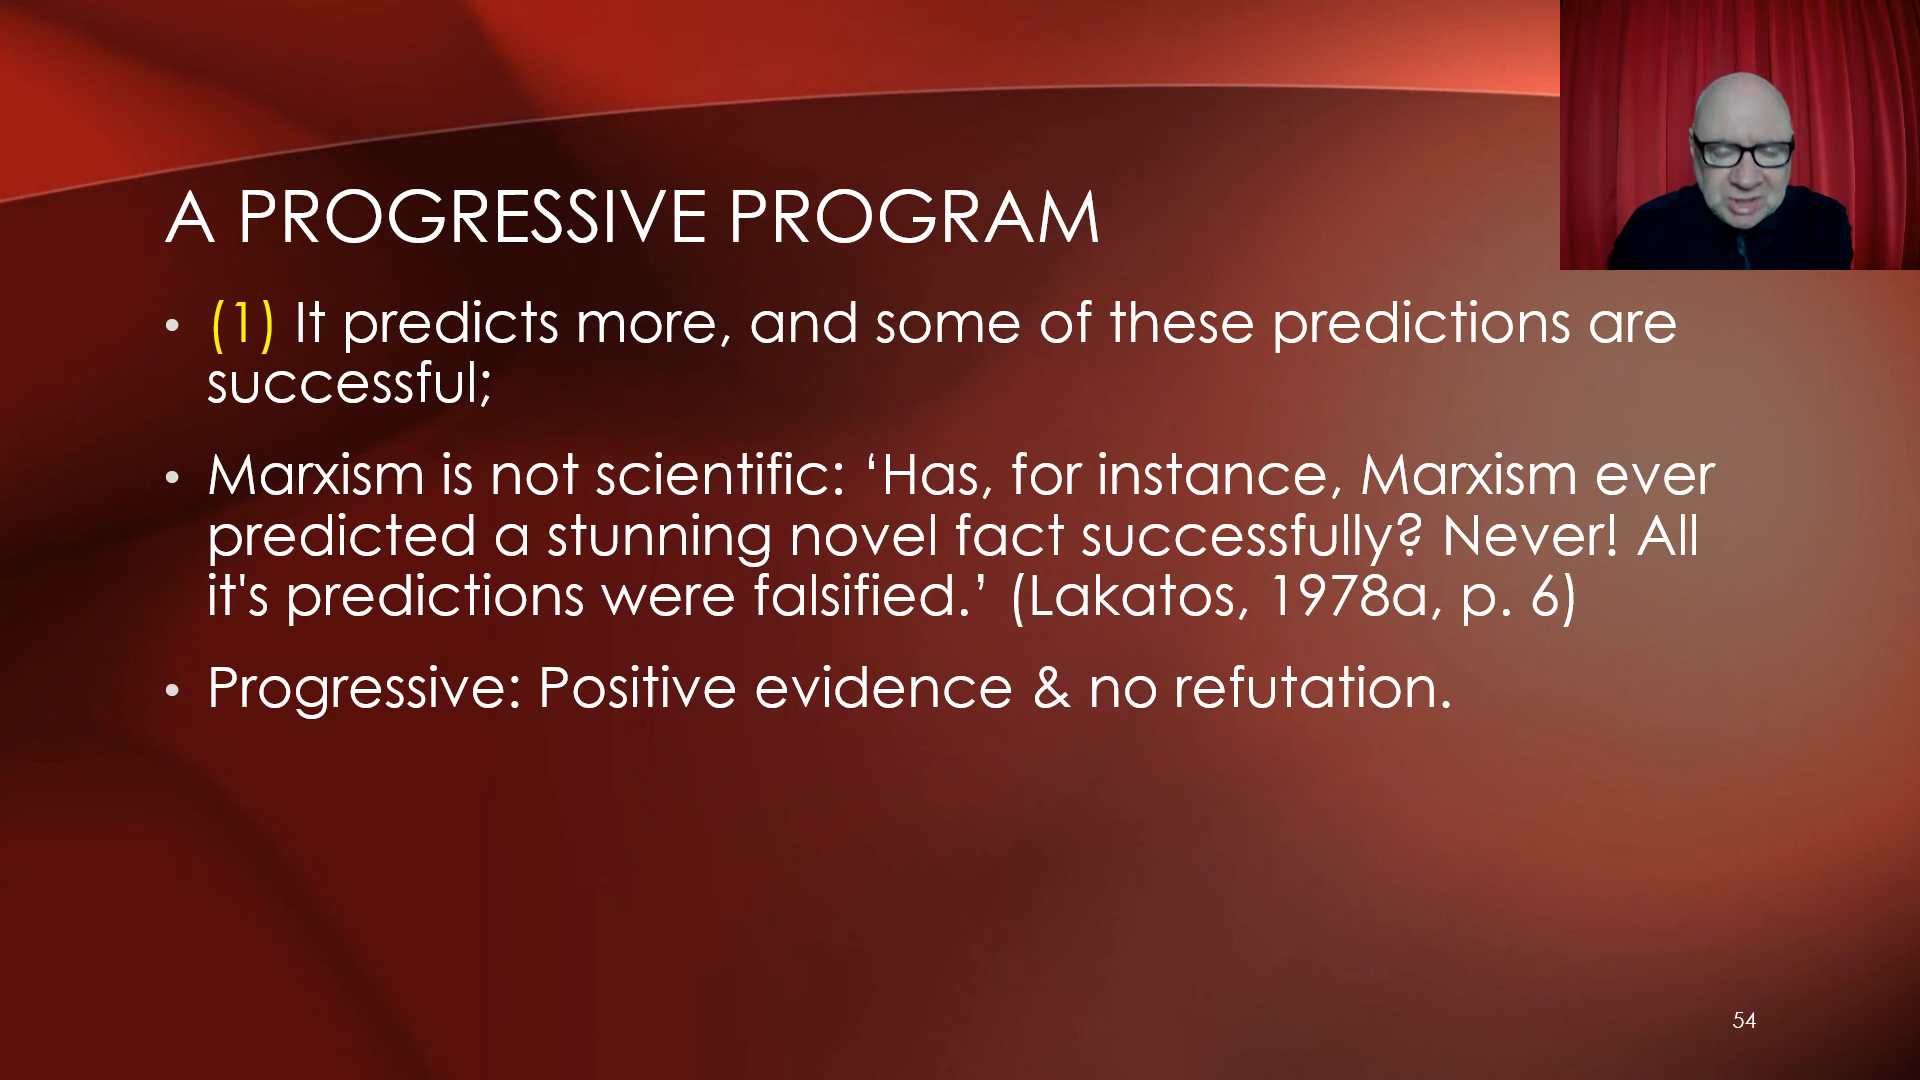 A PROGRESSIVE PROGRAM
• (1) It predicts more, and some of these predictions are
successful;
• Marxism is not scientific: ‘Has, for instance, Marxism ever
predicted a stunning novel fact successfully? Never! All
it's predictions were falsified.’ (Lakatos, 1978a, p. 6)
• Progressive: Positive evidence & no refutation.
54